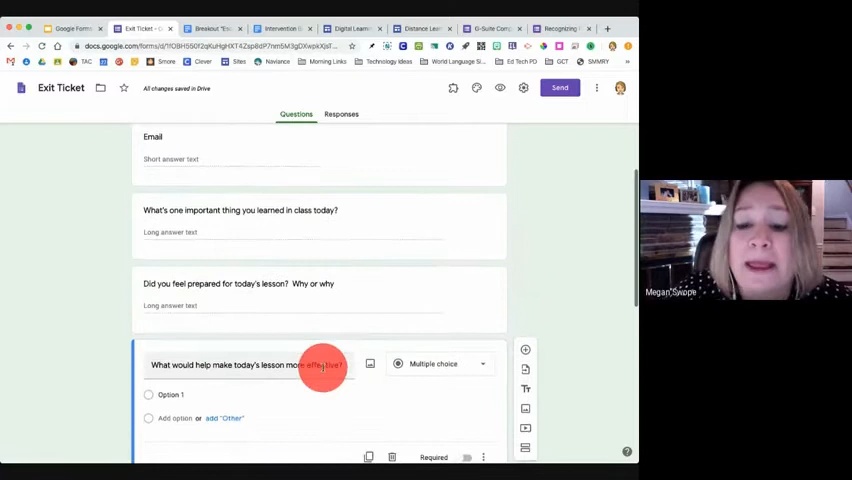 Google Forms
Exit Ticket -
Breakout "Esc
Intervention (i
Digital Learne
Distance Lear
G-Suite Comp
Recognizing
docs.google.com/forms/d/
TAC
Smore
Clever
Sites
Naviance
Morning Links
Technology Ideas
World Language Si...
Ed Tech PD
GCT
SMMRY
Exit Ticket
All changes saved in Drive
Send
Questions
Responses
Email
Short answer text
What's one important thing you learned in class today?
Long answer text
Did you feel prepared for today's lesson? Why or why
Long answer text
What would help make today's lesson more effective?
Multiple choice
Option 1
Add option or add "Other"
Required
Megan Swope